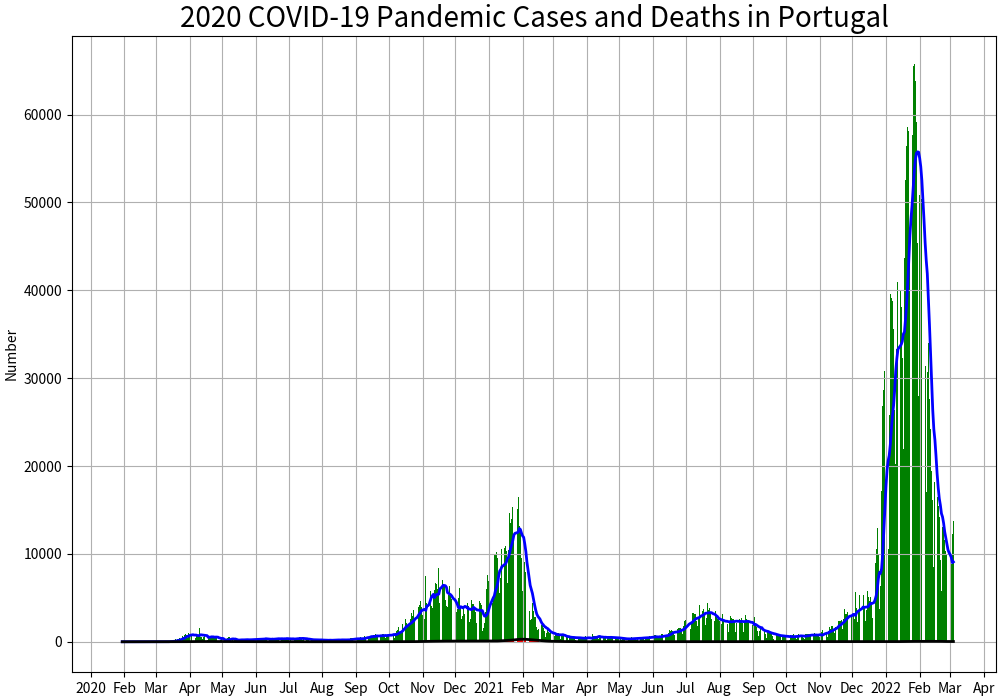 2020 COVID-19 Pandemic Cases and Deaths in Portugal
Number
60000
50000
40000
30000
20000
10000
0
2020 Feb Mar Apr May Jun Jul Aug Sep Oct Nov Dec 2021 Feb Mar Apr May Jun Jul Aug Sep Oct Nov Dec 2022 Feb Mar Apr